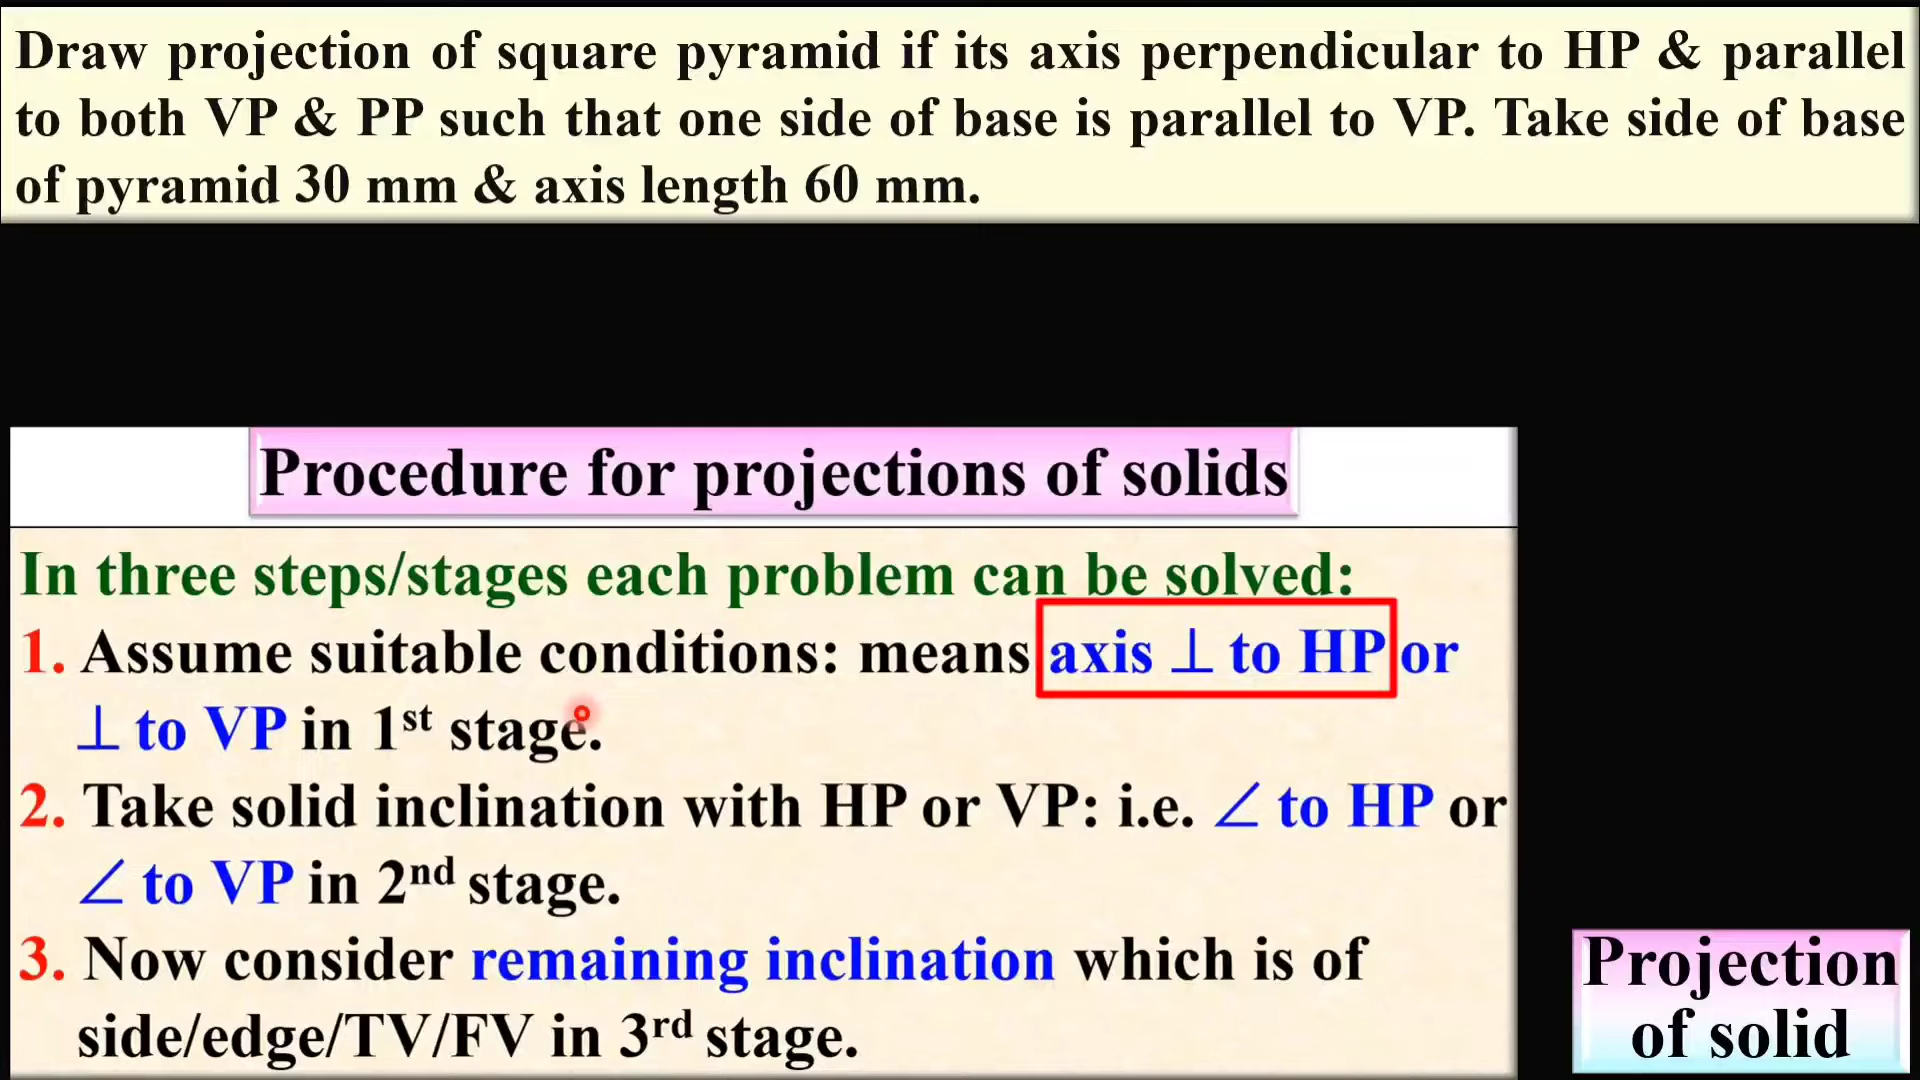 Draw projection of square pyramid if its axis perpendicular to HP & parallel
to both VP & PP such that one side of base is parallel to VP. Take side of base
of pyramid 30 mm & axis length 60 mm.
Procedure for projections of solids
In three steps/stages each problem can be solved:
1. Assume suitable conditions: means axis ⊥ to HP or
⊥ to VP in 1st stage.
2. Take solid inclination with HP or VP: i.e. ∠ to HP or
∠ to VP in 2nd stage.
3. Now consider remaining inclination which is of
side/edge/TV/FV in 3rd stage.
Projection
of solid